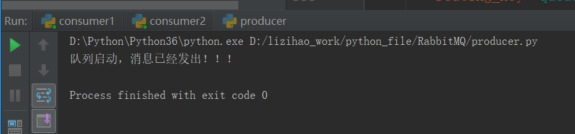 Run: consumer1 consumer2 producer
D:\Python\Python36\python.exe D:/lizihao_work/python_file/RabbitMQ/producer.py
队列启动，消息已经发出！！！
Process finished with exit code 0